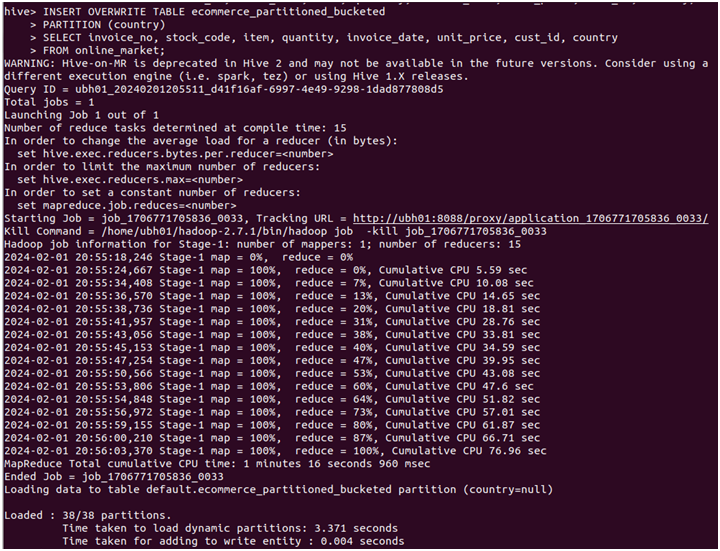 hive> INSERT OVERWRITE TABLE ecommerce_partitioned_bucketed
    > PARTITION (country)
    > SELECT invoice_no, stock_code, item, quantity, invoice_date, unit_price, cust_id, country
    > FROM online_market;
WARNING: Hive-on-MR is deprecated in Hive 2 and may not be available in the future versions. Consider using a
different execution engine (i.e. spark, tez) or using Hive 1.X releases.
Query ID = ubh01_20240201205511_d41f16af-6997-4e49-9298-1dad877808d5
Total jobs = 1
Launching Job 1 out of 1
Number of reduce tasks determined at compile time: 15
In order to change the average load for a reducer (in bytes):
  set hive.exec.reducers.bytes.per.reducer=<number>
In order to limit the maximum number of reducers:
  set hive.exec.reducers.max=<number>
In order to set a constant number of reducers:
  set mapreduce.job.reduces=<number>
Starting Job = job_1706771705836_0033, Tracking URL = http://ubh01:8088/proxy/application_1706771705836_0033/
Kill Command = /home/ubh01/hadoop-2.7.1/bin/hadoop job  -kill job_1706771705836_0033
Hadoop job information for Stage-1: number of mappers: 1; number of reducers: 15
2024-02-01 20:55:18,246 Stage-1 map = 0%,  reduce = 0%
2024-02-01 20:55:24,667 Stage-1 map = 100%,  reduce = 0%, Cumulative CPU 5.59 sec
2024-02-01 20:55:34,408 Stage-1 map = 100%,  reduce = 7%, Cumulative CPU 10.08 sec
2024-02-01 20:55:36,570 Stage-1 map = 100%,  reduce = 13%, Cumulative CPU 14.65 sec
2024-02-01 20:55:38,736 Stage-1 map = 100%,  reduce = 20%, Cumulative CPU 18.81 sec
2024-02-01 20:55:41,957 Stage-1 map = 100%,  reduce = 31%, Cumulative CPU 28.76 sec
2024-02-01 20:55:43,056 Stage-1 map = 100%,  reduce = 38%, Cumulative CPU 33.81 sec
2024-02-01 20:55:45,153 Stage-1 map = 100%,  reduce = 40%, Cumulative CPU 34.59 sec
2024-02-01 20:55:47,254 Stage-1 map = 100%,  reduce = 47%, Cumulative CPU 39.95 sec
2024-02-01 20:55:50,566 Stage-1 map = 100%,  reduce = 53%, Cumulative CPU 43.08 sec
2024-02-01 20:55:53,806 Stage-1 map = 100%,  reduce = 60%, Cumulative CPU 47.6 sec
2024-02-01 20:55:54,848 Stage-1 map = 100%,  reduce = 64%, Cumulative CPU 51.82 sec
2024-02-01 20:55:56,972 Stage-1 map = 100%,  reduce = 73%, Cumulative CPU 57.01 sec
2024-02-01 20:55:59,155 Stage-1 map = 100%,  reduce = 80%, Cumulative CPU 61.87 sec
2024-02-01 20:56:00,210 Stage-1 map = 100%,  reduce = 87%, Cumulative CPU 66.71 sec
2024-02-01 20:56:03,370 Stage-1 map = 100%,  reduce = 100%, Cumulative CPU 76.96 sec
MapReduce Total cumulative CPU time: 1 minutes 16 seconds 960 msec
Ended Job = job_1706771705836_0033
Loading data to table default.ecommerce_partitioned_bucketed partition (country=null)
Loaded : 38/38 partitions.
         Time taken to load dynamic partitions: 3.371 seconds
         Time taken for adding to write entity : 0.004 seconds